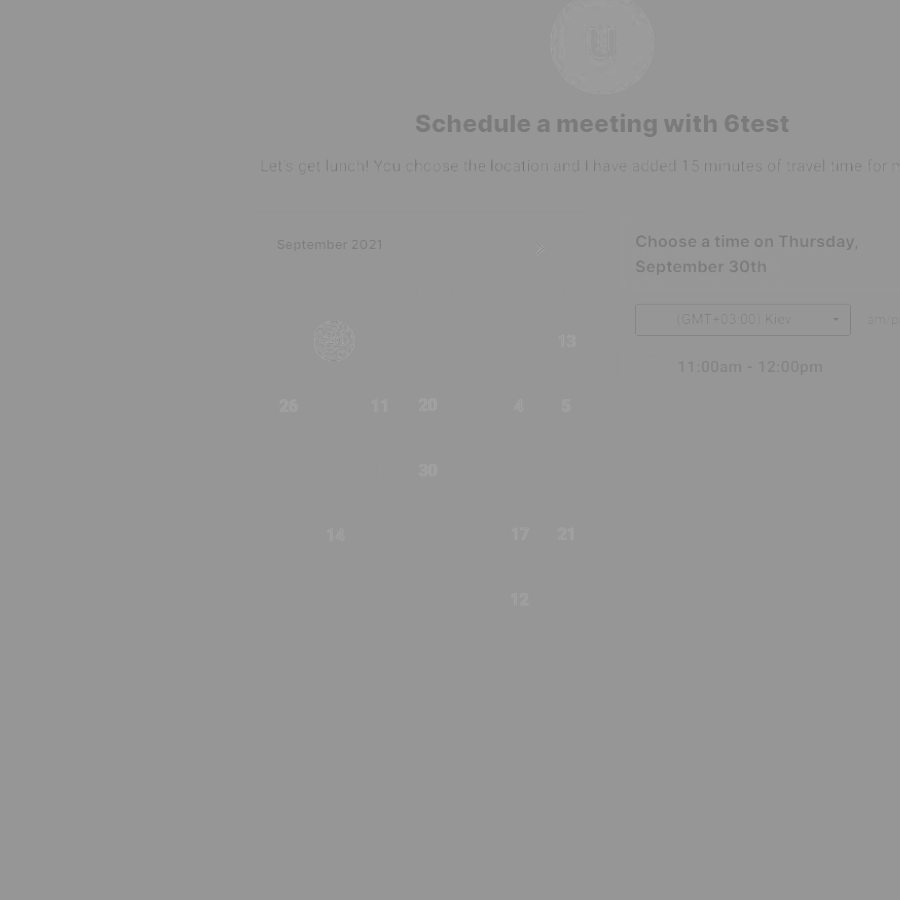 U
Schedule a meeting with 6test
Let's get lunch! You choose the location and I have added 15 minutes of travel time for
September 2021
Choose a time on Thursday,
September 30th
(GMT+03:00) Kiev
am/p
11:00am - 12:00pm
13
26 11 20 4 5
30
14 17 21
12